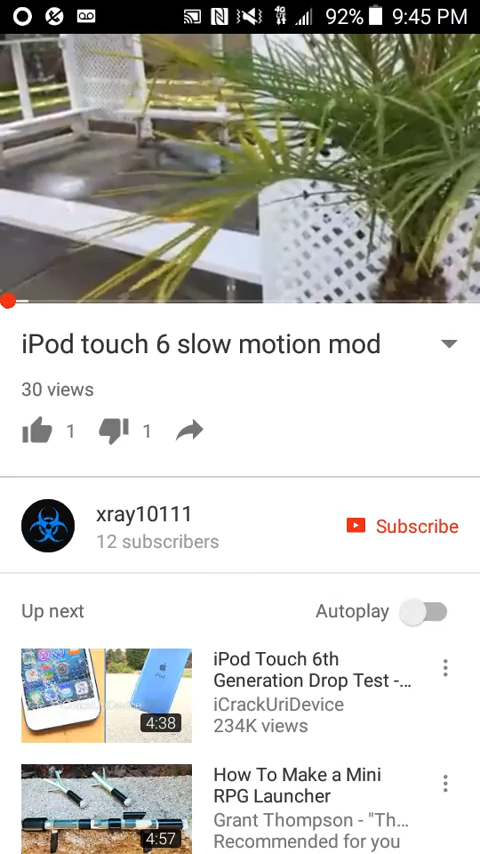 4G
92% 9:45 PM
iPod touch 6 slow motion mod
30 views
1 1
xray10111
12 subscribers
Subscribe
Up next
Autoplay
iPod Touch 6th
Generation Drop Test -...
iCrackUriDevice
234K views
4:38
How To Make a Mini
RPG Launcher
Grant Thompson - "Th...
Recommended for you
4:57